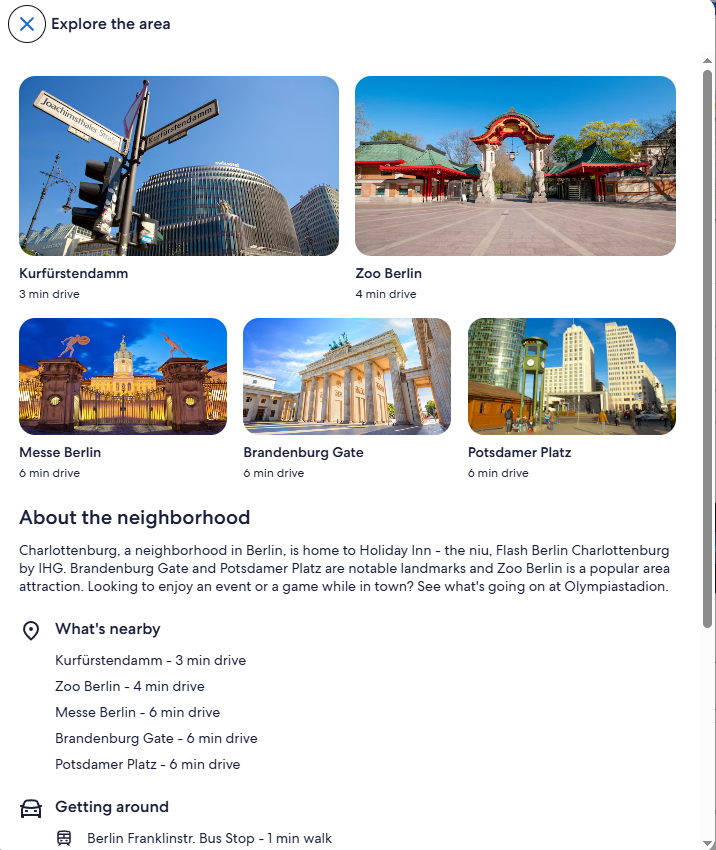 Explore the area
Joachimsthaler Straße
Kurfürstendamm
Kurfürstendamm
3 min drive
Zoo Berlin
4 min drive
Messe Berlin
6 min drive
Brandenburg Gate
6 min drive
Potsdamer Platz
6 min drive
About the neighborhood
Charlottenburg, a neighborhood in Berlin, is home to Holiday Inn - the niu, Flash Berlin Charlottenburg
by IHG. Brandenburg Gate and Potsdamer Platz are notable landmarks and Zoo Berlin is a popular area
attraction. Looking to enjoy an event or a game while in town? See what's going on at Olympiastadion.
What's nearby
Kurfürstendamm - 3 min drive
Zoo Berlin - 4 min drive
Messe Berlin - 6 min drive
Brandenburg Gate - 6 min drive
Potsdamer Platz - 6 min drive
Getting around
Berlin Franklinstr. Bus Stop - 1 min walk